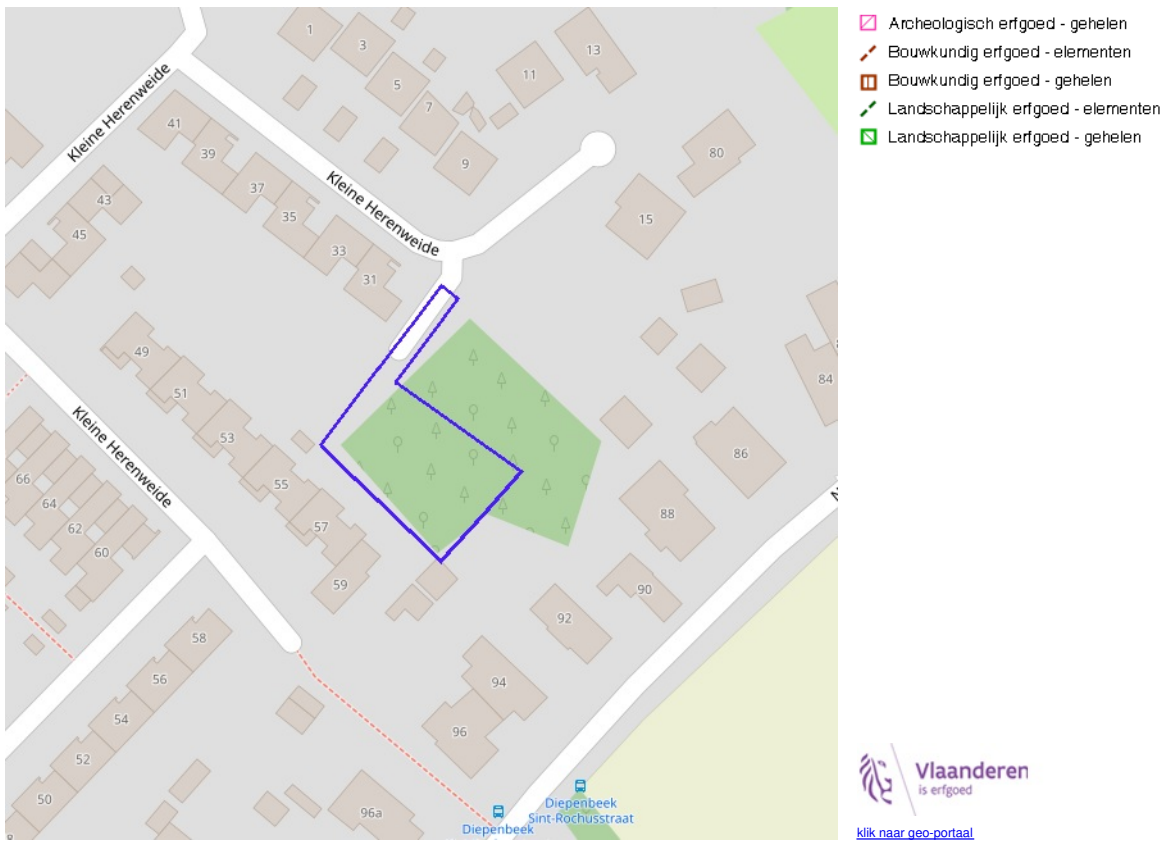 Kleine Herenweide
1
3
5
7
9
11
13
80
15
41
39
37
35
33
31
Kleine Herenweide
43
45
84
49
51
53
55
57
59
Kleine Herenweide
66
64
62
60
86
88
90
92
94
96
96a
58
56
54
52
50
Diepenbeek
Sint-Rochusstraat
Diepenbeek
Archeologisch erfgoed - gehelen
Bouwkundig erfgoed - elementen
Bouwkundig erfgoed - gehelen
Landschappelijk erfgoed - elementen
Landschappelijk erfgoed - gehelen
Vlaanderen
is erfgoed
klik naar geo-portaal